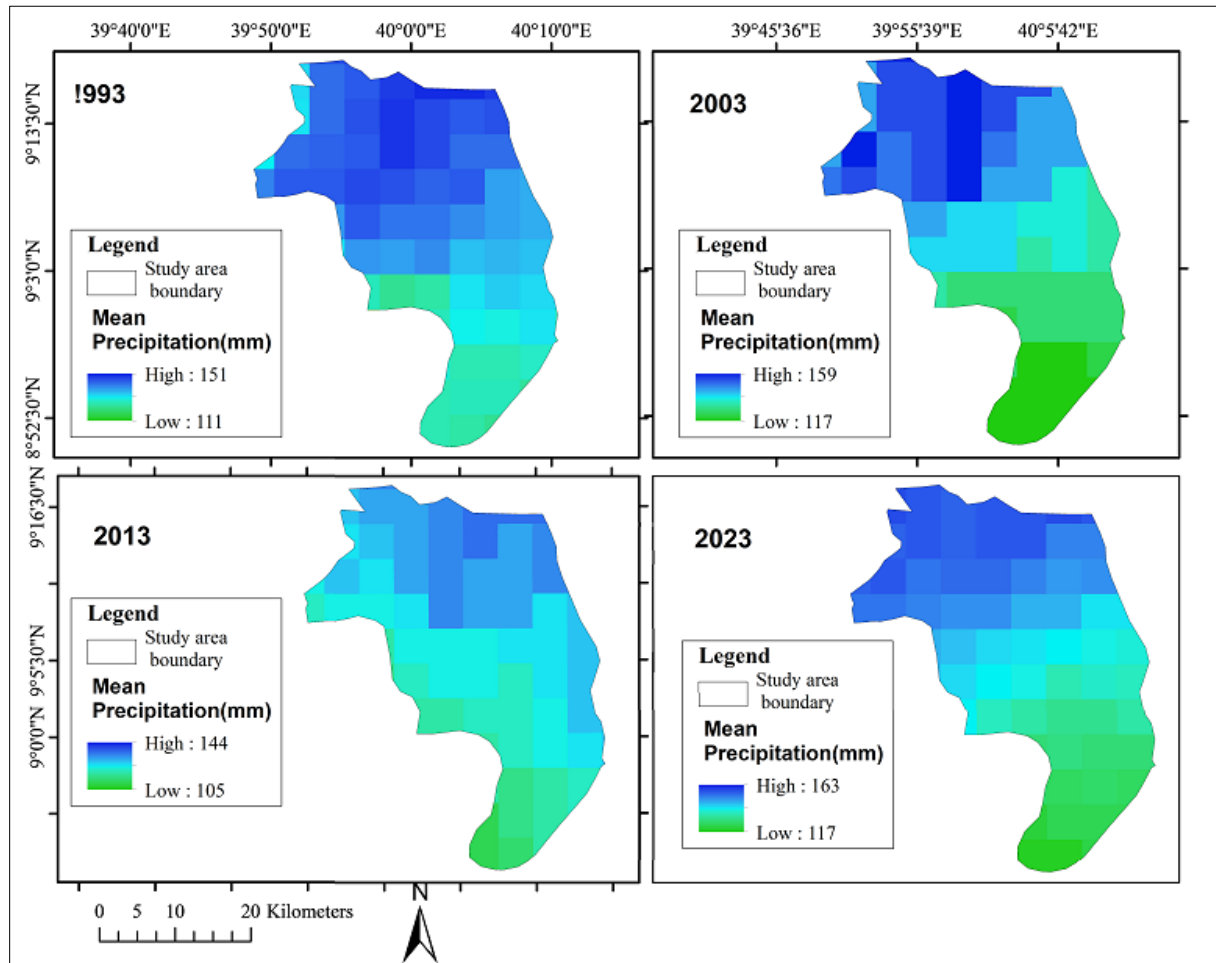 39°40'0"E 39°50'0"E 40°0'0"E 40°10'0"E 39°45'36"E 39°55'39"E 40°5'42"E
!993
2003
9°13'30"N
9°3'0"N
8°52'30"N
Legend
Study area
boundary
Mean
Precipitation(mm)
High : 151
Low : 111
Legend
Study area
boundary
Mean
Precipitation(mm)
High : 159
Low : 117
2013
2023
9°16'30"N
9°5'30"N
9°0'0"N
Legend
Study area
boundary
Mean
Precipitation(mm)
High : 144
Low : 105
Legend
Study area
boundary
Mean
Precipitation(mm)
High : 163
Low : 117
N
0 5 10 20 Kilometers